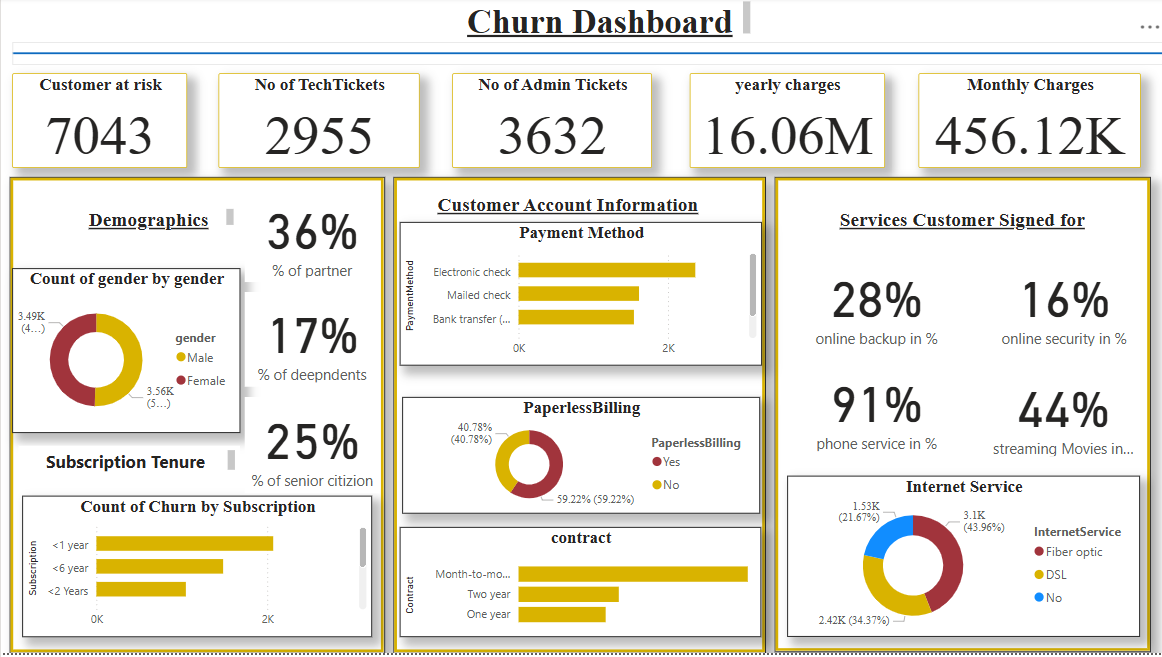 Churn Dashboard
...
Customer at risk
7043
No of TechTickets
2955
No of Admin Tickets
3632
yearly charges
16.06M
Monthly Charges
456.12K
Demographics
36%
% of partner
Count of gender by gender
3.49K
(4...)
3.56K
(5...)
gender
Male
Female
17%
% of deepndents
25%
% of senior citizion
Subscription Tenure
Count of Churn by Subscription
Subscription
<1 year
<6 year
<2 Years
0K
2K
Customer Account Information
Payment Method
PaymentMethod
Electronic check
Mailed check
Bank transfer (...
0K
2K
PaperlessBilling
40.78%
(40.78%)
59.22% (59.22%)
PaperlessBilling
Yes
No
contract
Contract
Month-to-mo...
Two year
One year
Services Customer Signed for
28%
online backup in %
16%
online security in %
91%
phone service in %
44%
streaming Movies in...
Internet Service
1.53K
(21.67%)
3.1K
(43.96%)
2.42K (34.37%)
InternetService
Fiber optic
DSL
No